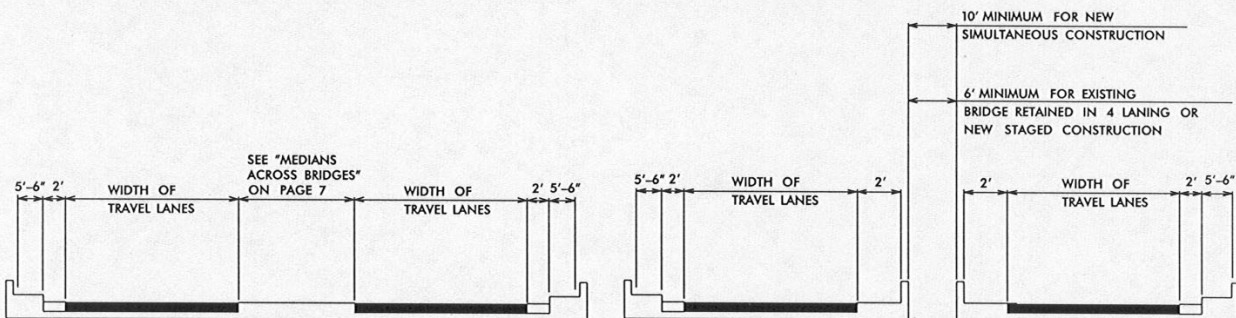 10' MINIMUM FOR NEW
SIMULTANEOUS CONSTRUCTION
6' MINIMUM FOR EXISTING
BRIDGE RETAINED IN 4 LANING OR
NEW STAGED CONSTRUCTION
SEE "MEDIANS
ACROSS BRIDGES"
ON PAGE 7
5'–6" 2' WIDTH OF
TRAVEL LANES
WIDTH OF
TRAVEL LANES
2' 5'–6"
5'–6" 2' WIDTH OF
TRAVEL LANES
2'
2' WIDTH OF
TRAVEL LANES
2' 5'–6"